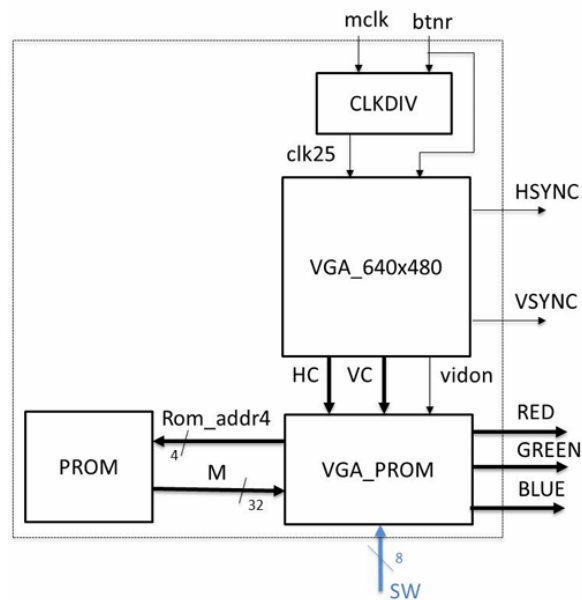 mclk btnr
CLKDIV
clk25
HSYNC
VGA_640x480
VSYNC
HC VC vidon
Rom_addr4
RED
4
GREEN
PROM
M
VGA_PROM
BLUE
32
8
SW